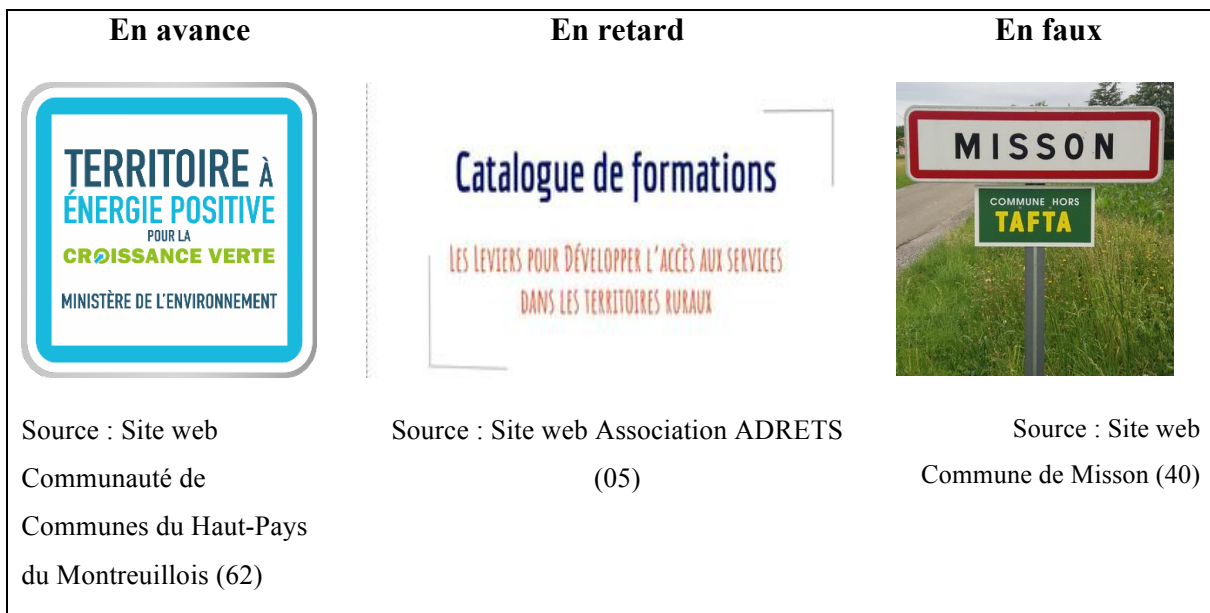 En avance
En retard
En faux
TERRITOIRE À
ÉNERGIE POSITIVE
POUR LA
CROISSANCE VERTE
MINISTÈRE DE L'ENVIRONNEMENT
Catalogue de formations
LES LEVIERS POUR DÉVELOPPER L'ACCÈS AUX SERVICES
DANS LES TERRITOIRES RURAUX
MISSON
COMMUNE HORS
TAFTA
Source : Site web
Communauté de
Communes du Haut-Pays
du Montreuillois (62)
Source : Site web Association ADRETS
(05)
Source : Site web
Commune de Misson (40)